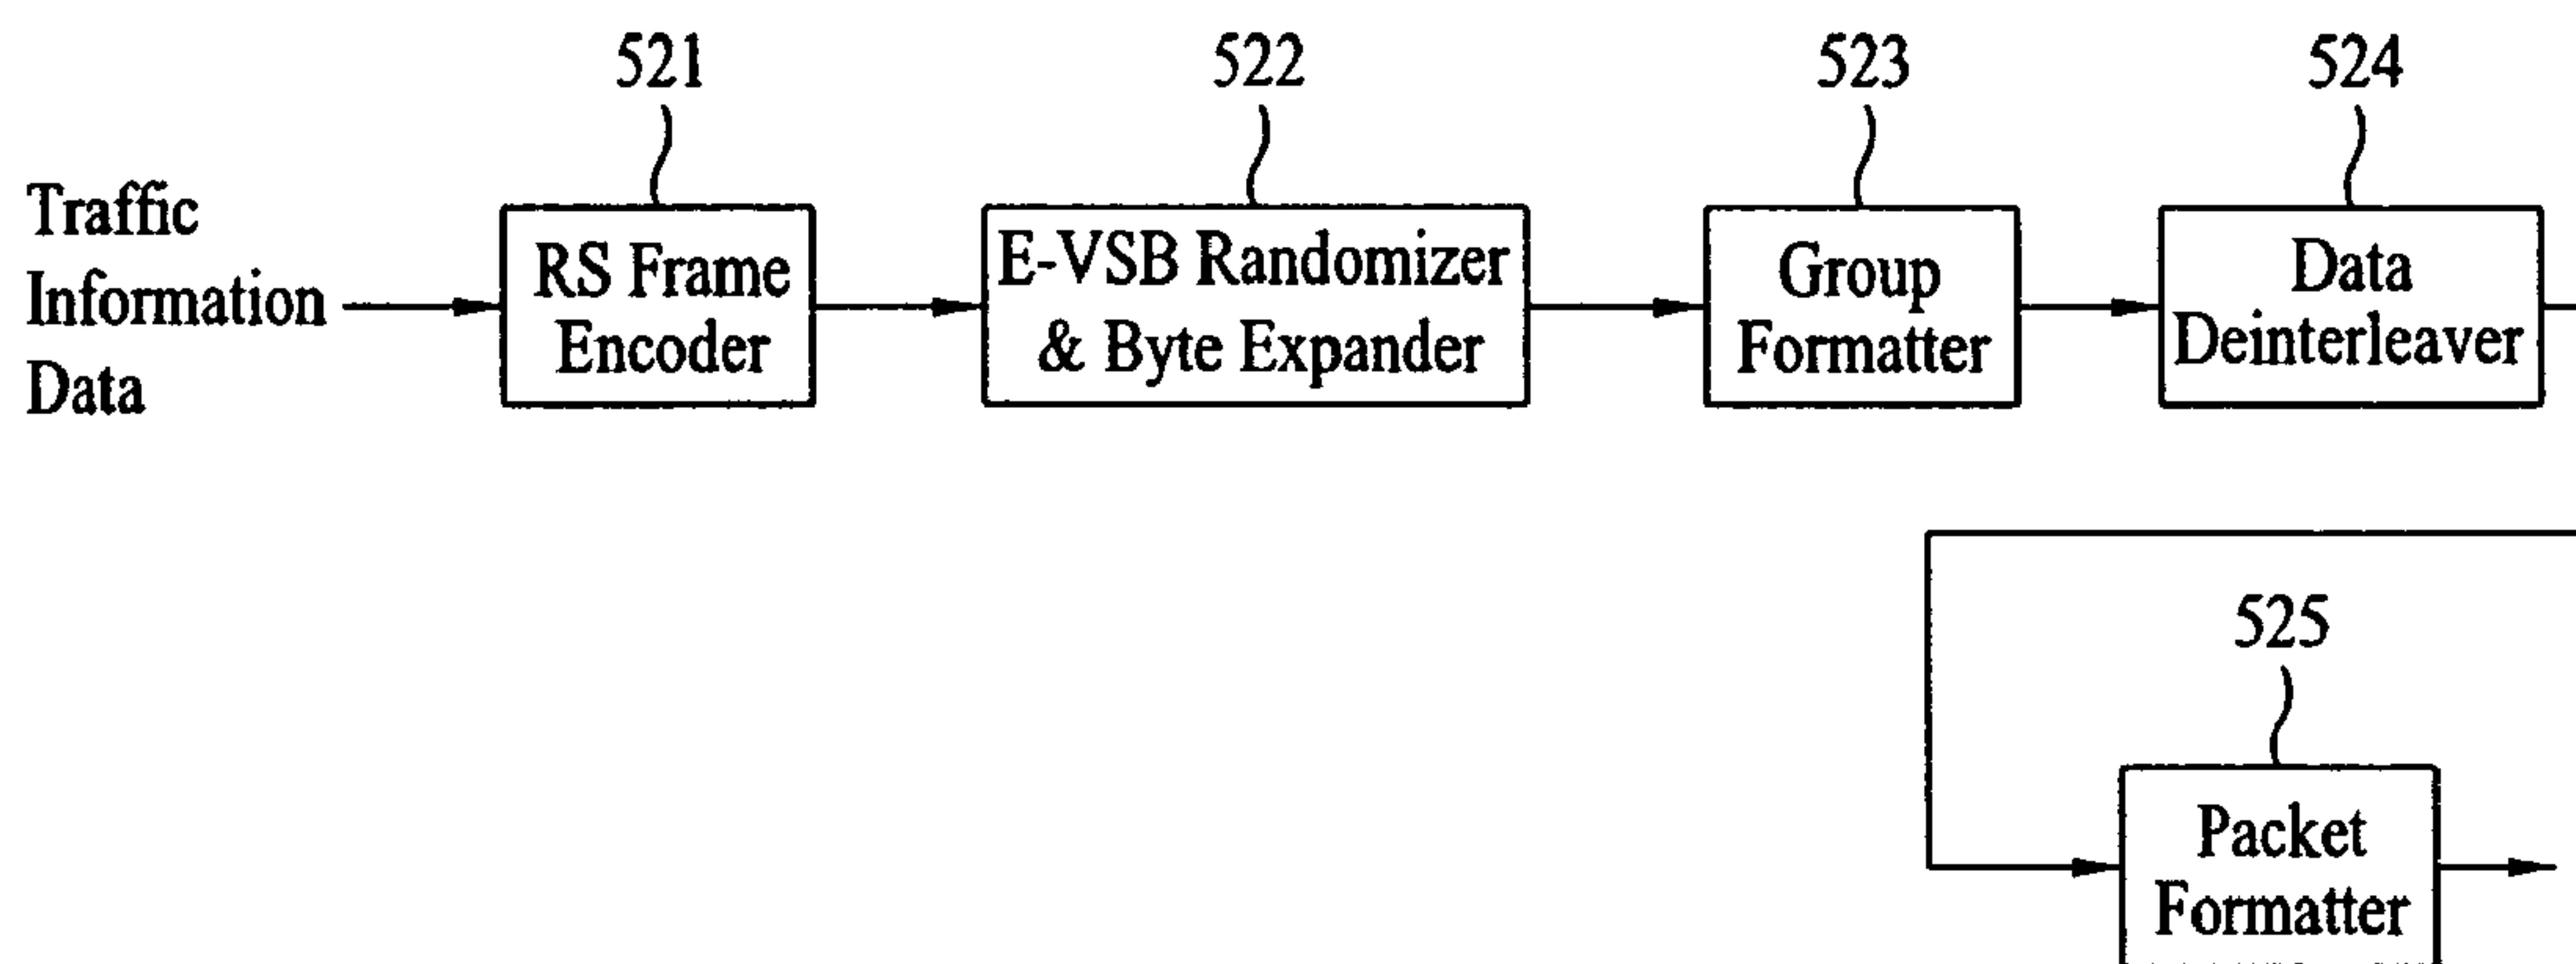 521
522
523
524
Traffic
Information
Data
RS Frame
Encoder
E-VSB Randomizer
& Byte Expander
Group
Formatter
Data
Deinterleaver
525
Packet
Formatter